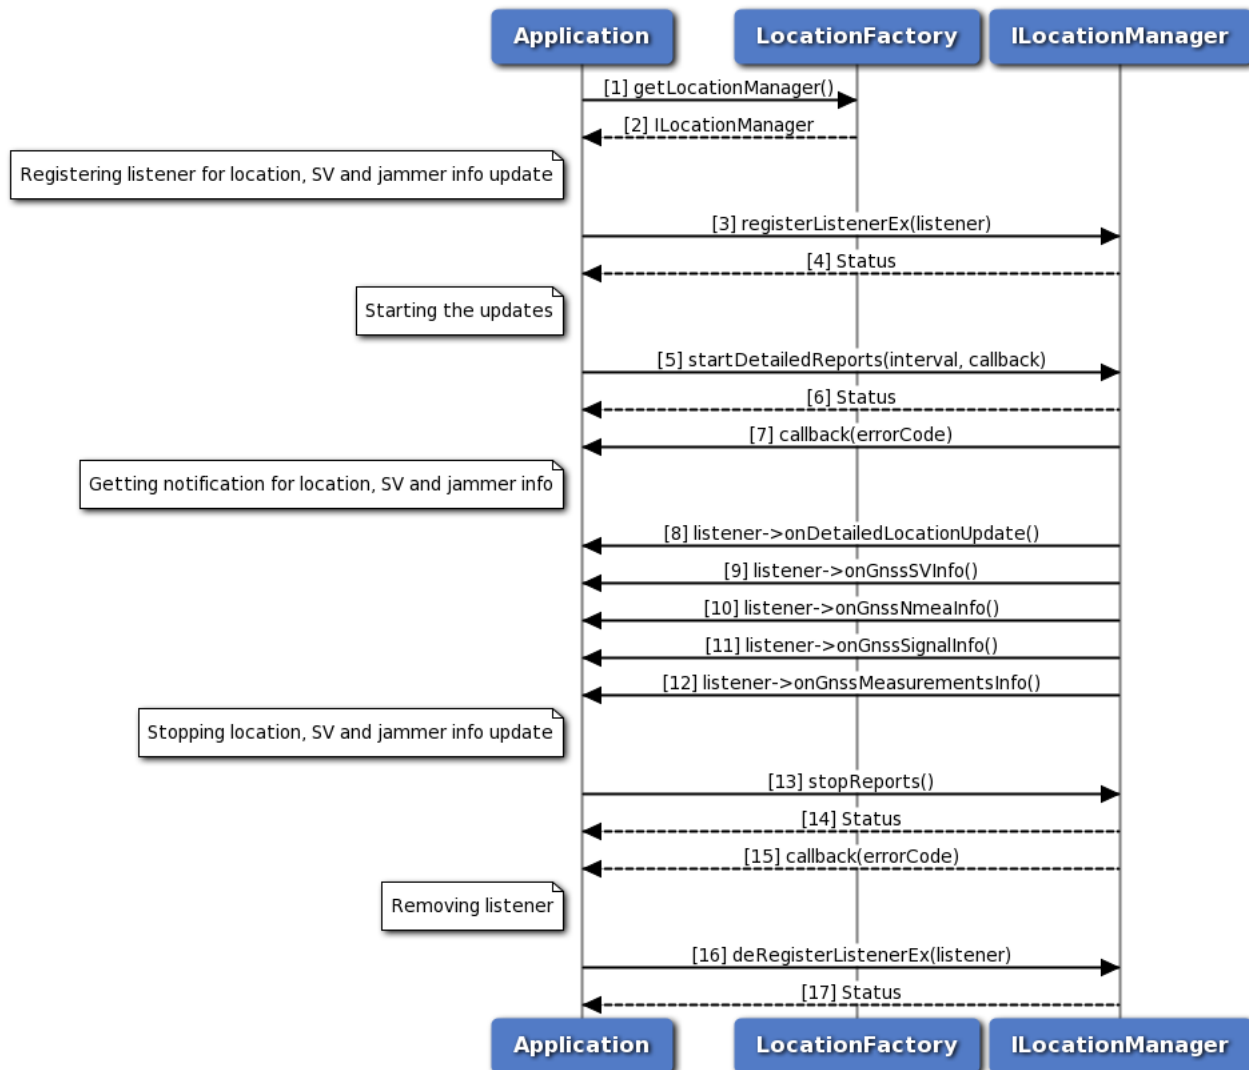 Application
LocationFactory
ILocationManager
[1] getLocationManager()
[2] ILocationManager
Registering listener for location, SV and jammer info update
[3] registerListenerEx(listener)
[4] Status
Starting the updates
[5] startDetailedReports(interval, callback)
[6] Status
[7] callback(errorCode)
Getting notification for location, SV and jammer info
[8] listener->onDetailedLocationUpdate()
[9] listener->onGnssSVInfo()
[10] listener->onGnssNmeaInfo()
[11] listener->onGnssSignalInfo()
[12] listener->onGnssMeasurementsInfo()
Stopping location, SV and jammer info update
[13] stopReports()
[14] Status
[15] callback(errorCode)
Removing listener
[16] deRegisterListenerEx(listener)
[17] Status
Application
LocationFactory
ILocationManager